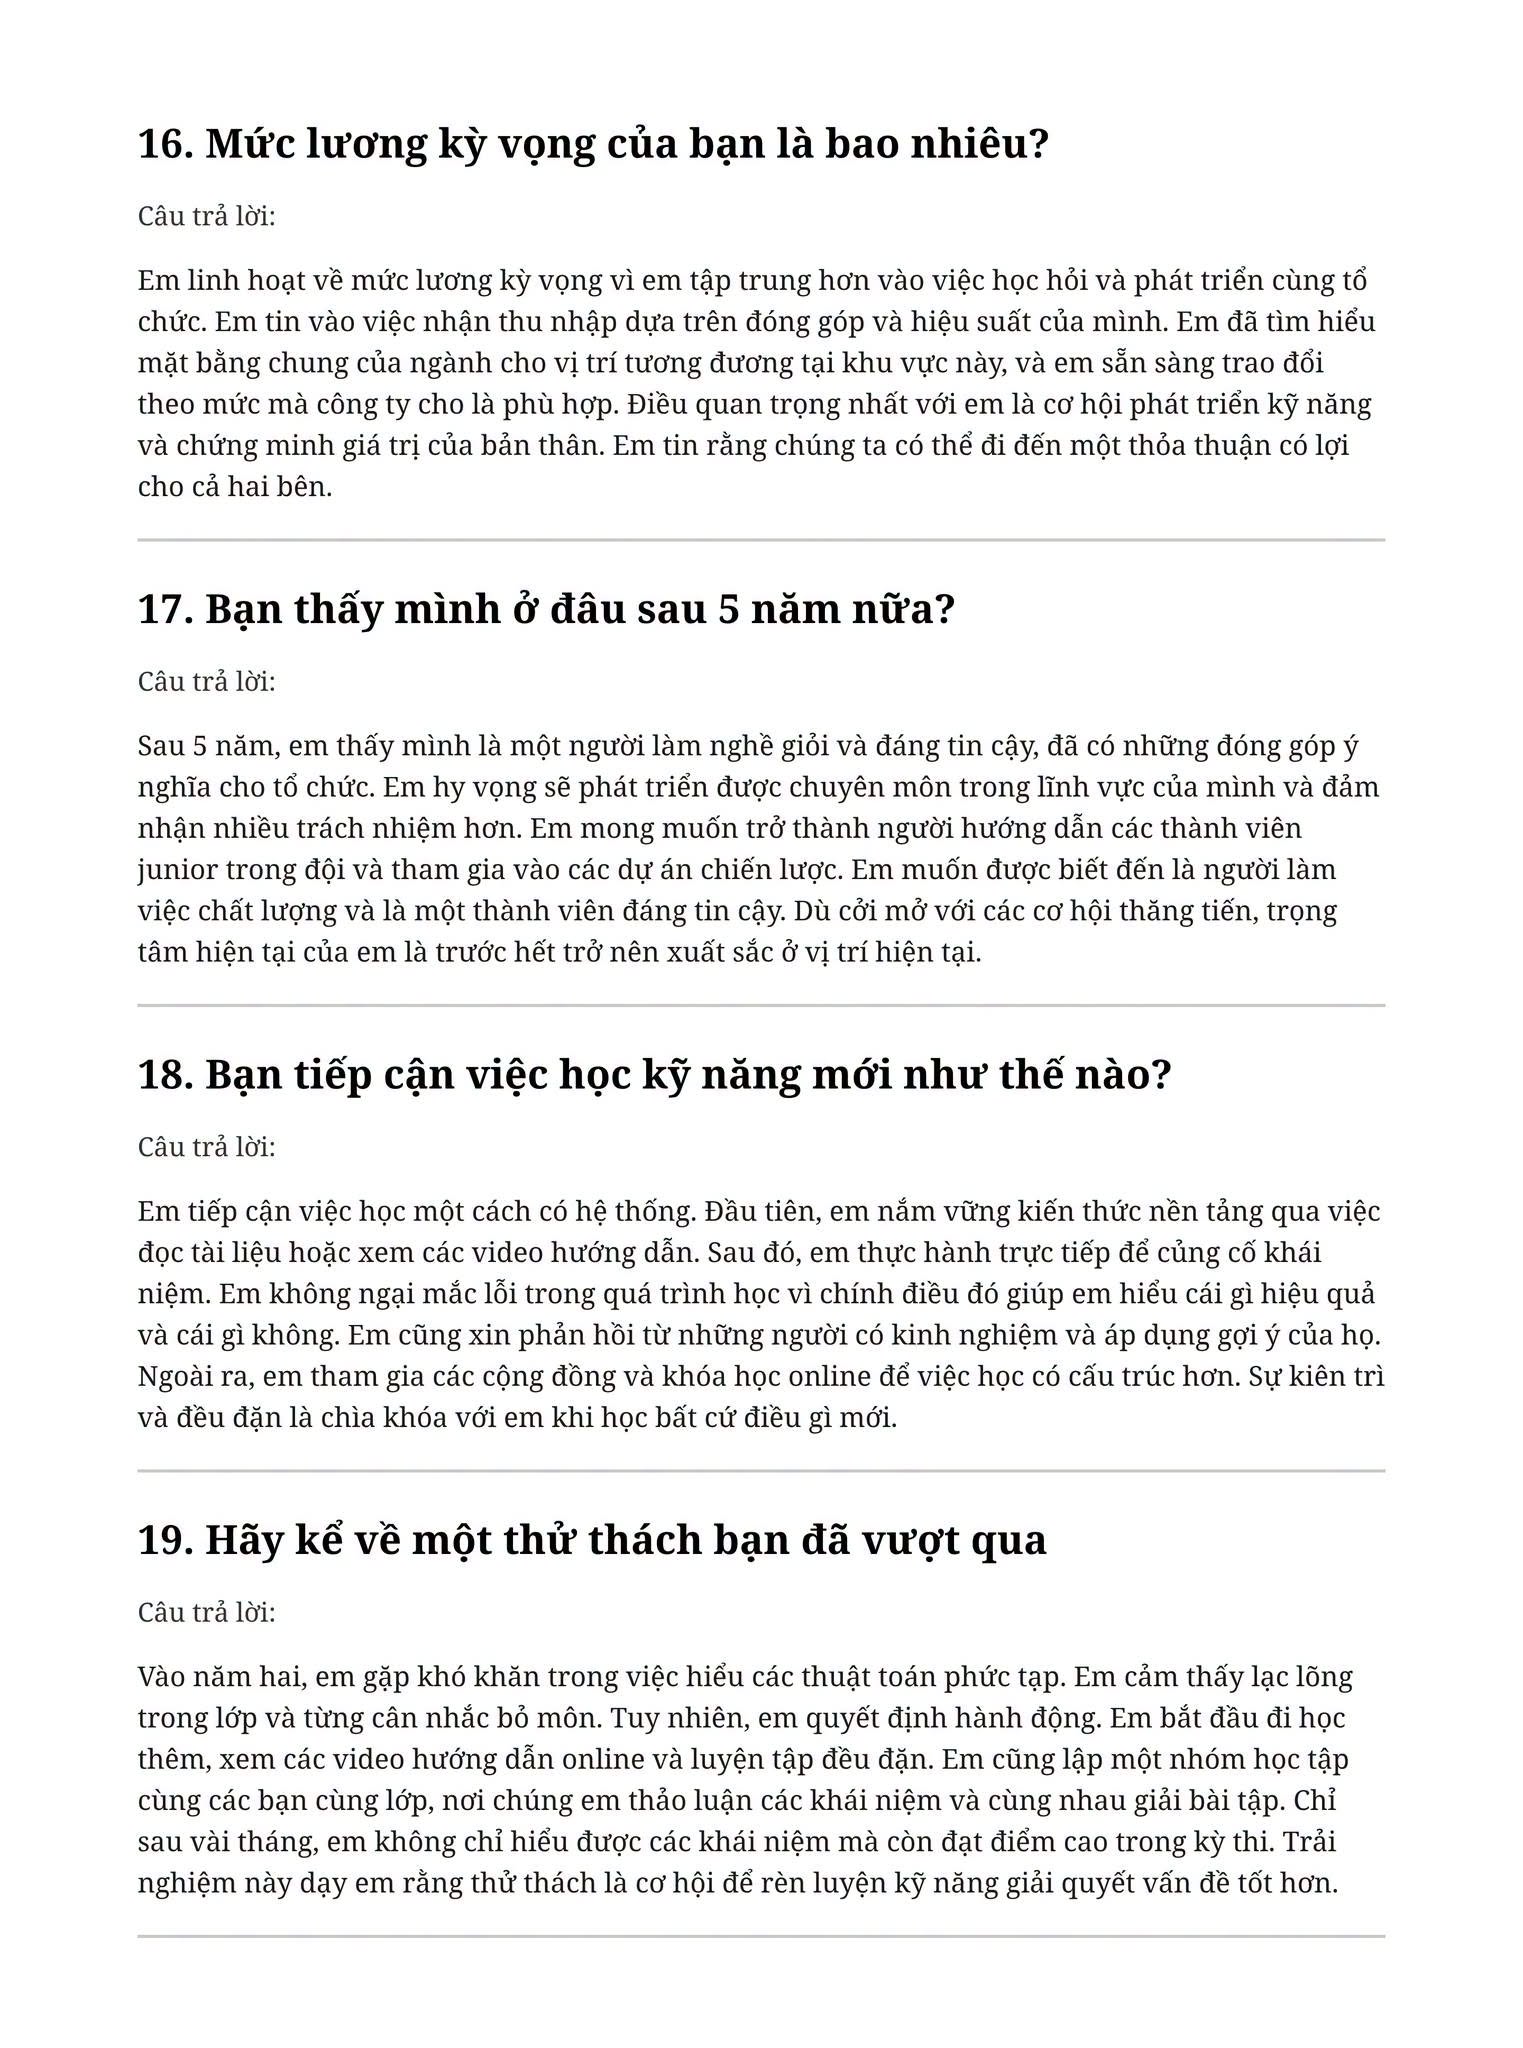 16. Mức lương kỳ vọng của bạn là bao nhiêu?
Câu trả lời:
Em linh hoạt về mức lương kỳ vọng vì em tập trung hơn vào việc học hỏi và phát triển cùng tổ
chức. Em tin vào việc nhận thu nhập dựa trên đóng góp và hiệu suất của mình. Em đã tìm hiểu
mặt bằng chung của ngành cho vị trí tương đương tại khu vực này, và em sẵn sàng trao đổi
theo mức mà công ty cho là phù hợp. Điều quan trọng nhất với em là cơ hội phát triển kỹ năng
và chứng minh giá trị của bản thân. Em tin rằng chúng ta có thể đi đến một thỏa thuận có lợi
cho cả hai bên.
17. Bạn thấy mình ở đâu sau 5 năm nữa?
Câu trả lời:
Sau 5 năm, em thấy mình là một người làm nghề giỏi và đáng tin cậy, đã có những đóng góp ý
nghĩa cho tổ chức. Em hy vọng sẽ phát triển được chuyên môn trong lĩnh vực của mình và đảm
nhận nhiều trách nhiệm hơn. Em mong muốn trở thành người hướng dẫn các thành viên
junior trong đội và tham gia vào các dự án chiến lược. Em muốn được biết đến là người làm
việc chất lượng và là một thành viên đáng tin cậy. Dù cởi mở với các cơ hội thăng tiến, trọng
tâm hiện tại của em là trước hết trở nên xuất sắc ở vị trí hiện tại.
18. Bạn tiếp cận việc học kỹ năng mới như thế nào?
Câu trả lời:
Em tiếp cận việc học một cách có hệ thống. Đầu tiên, em nắm vững kiến thức nền tảng qua việc
đọc tài liệu hoặc xem các video hướng dẫn. Sau đó, em thực hành trực tiếp để củng cố khái
niệm. Em không ngại mắc lỗi trong quá trình học vì chính điều đó giúp em hiểu cái gì hiệu quả
và cái gì không. Em cũng xin phản hồi từ những người có kinh nghiệm và áp dụng gợi ý của họ.
Ngoài ra, em tham gia các cộng đồng và khóa học online để việc học có cấu trúc hơn. Sự kiên trì
và đều đặn là chìa khóa với em khi học bất cứ điều gì mới.
19. Hãy kể về một thử thách bạn đã vượt qua
Câu trả lời:
Vào năm hai, em gặp khó khăn trong việc hiểu các thuật toán phức tạp. Em cảm thấy lạc lõng
trong lớp và từng cân nhắc bỏ môn. Tuy nhiên, em quyết định hành động. Em bắt đầu đi học
thêm, xem các video hướng dẫn online và luyện tập đều đặn. Em cũng lập một nhóm học tập
cùng các bạn cùng lớp, nơi chúng em thảo luận các khái niệm và cùng nhau giải bài tập. Chỉ
sau vài tháng, em không chỉ hiểu được các khái niệm mà còn đạt điểm cao trong kỳ thi. Trải
nghiệm này dạy em rằng thử thách là cơ hội để rèn luyện kỹ năng giải quyết vấn đề tốt hơn.